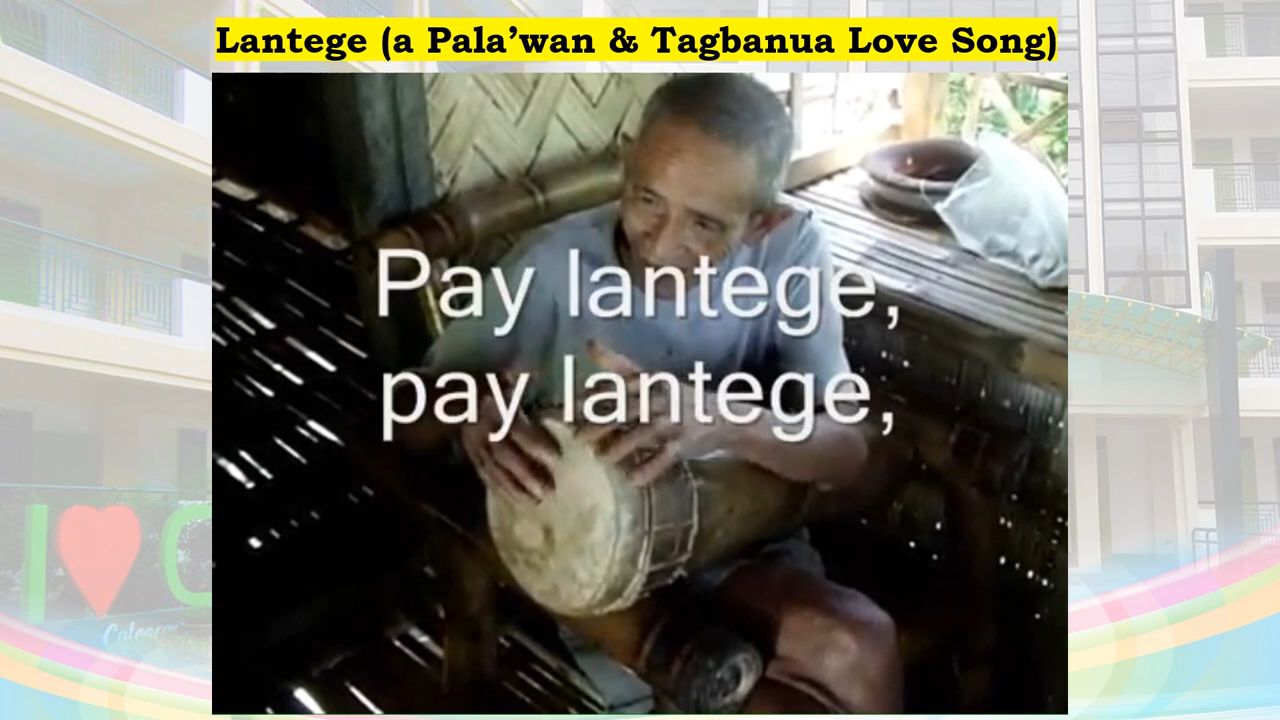 Lantege (a Pala’wan & Tagbanua Love Song)
Pay lantege,
pay lantege,
I